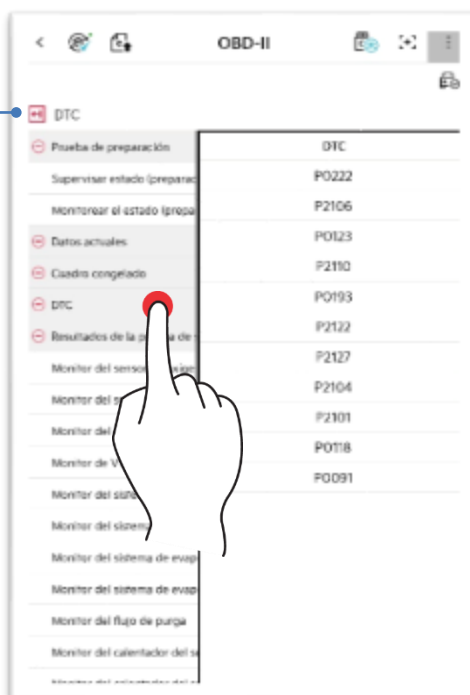 OBD-II
DTC
Prueba de preparación
Supervisar estado (preparac
Monitorear el estado (prepa
Datos actuales
Cuadro congelado
DTC
Resultados de la de
Monitor del sensor
Monitor del
Monitor del
Monitor de V
Monitor del
Monitor del sistema
Monitor del sistema de evap
Monitor del sistema de evap
Monitor del flujo de purga
Monitor del calentador del s
DTC
P0222
P2106
P0123
P2110
P0193
P2122
P2127
P2104
P2101
P0118
P0091